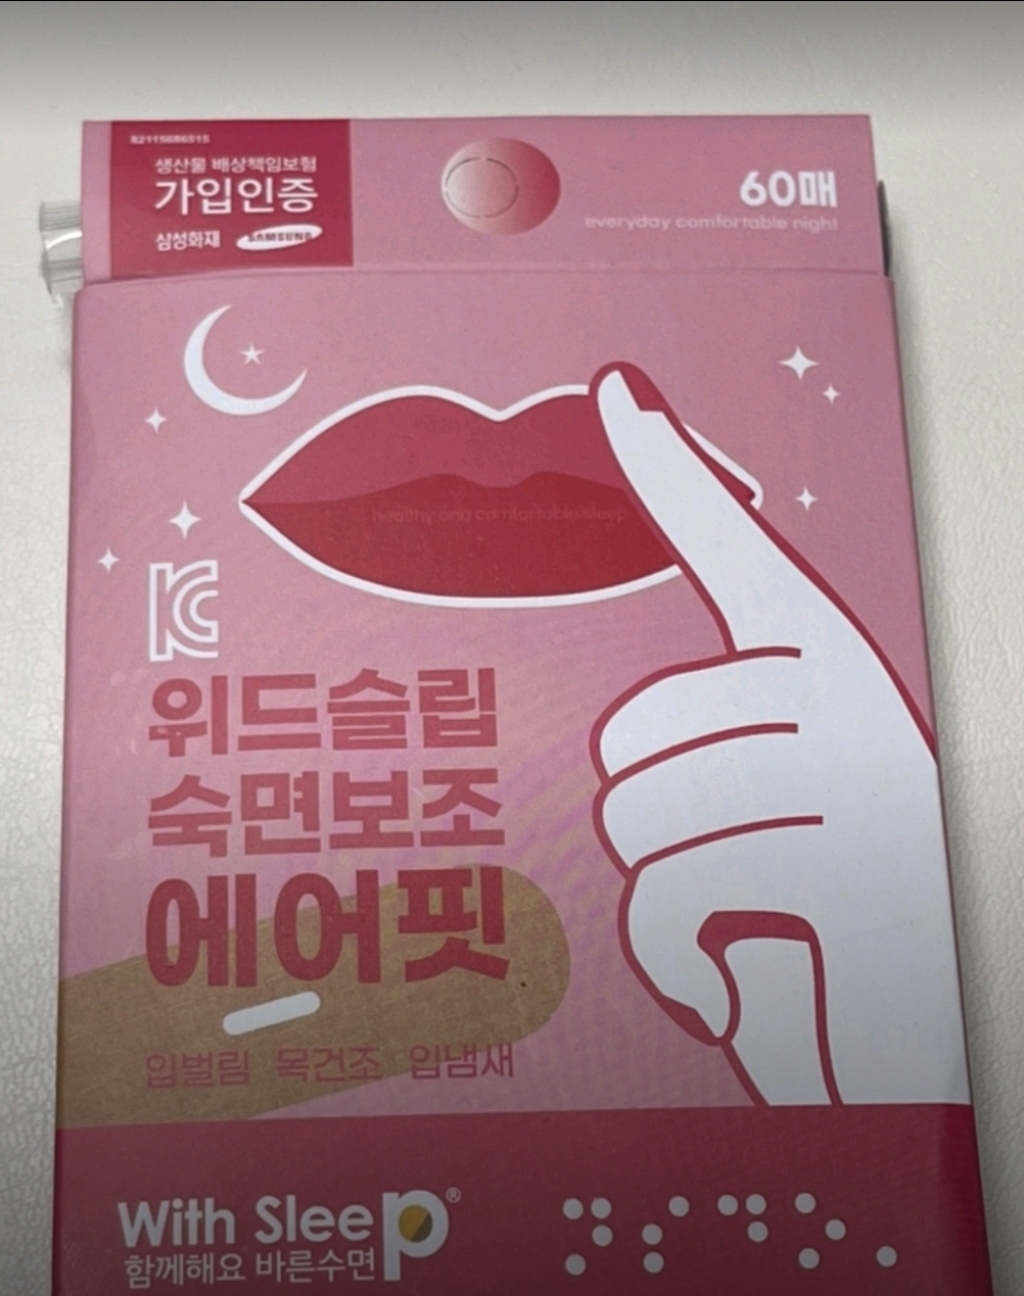 82115686515
생산물 배상책임보험
가입인증
삼성화재 SAMSUNG
60매
everyday comfortable night
healthy and comfortable sleep
위드슬립
숙면보조
에어핏
입벌림 목건조 입냄새
With Sleep®
함께해요 바른수면